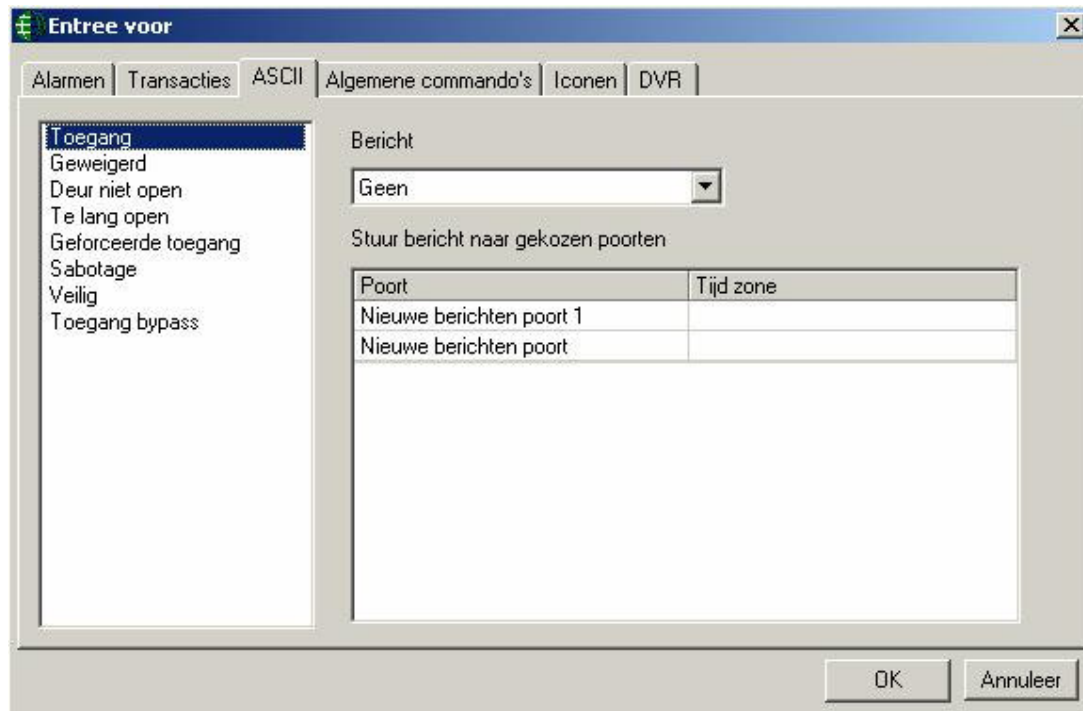 Entree voor
Alarmen Transacties ASCII Algemene commando's Iconen DVR
Toegang
Geweigerd
Deur niet open
Te lang open
Geforceerde toegang
Sabotage
Veilig
Toegang bypass
Bericht
Geen
Stuur bericht naar gekozen poorten
Poort Tijd zone
Nieuwe berichten poort 1
Nieuwe berichten poort
OK Annuleer